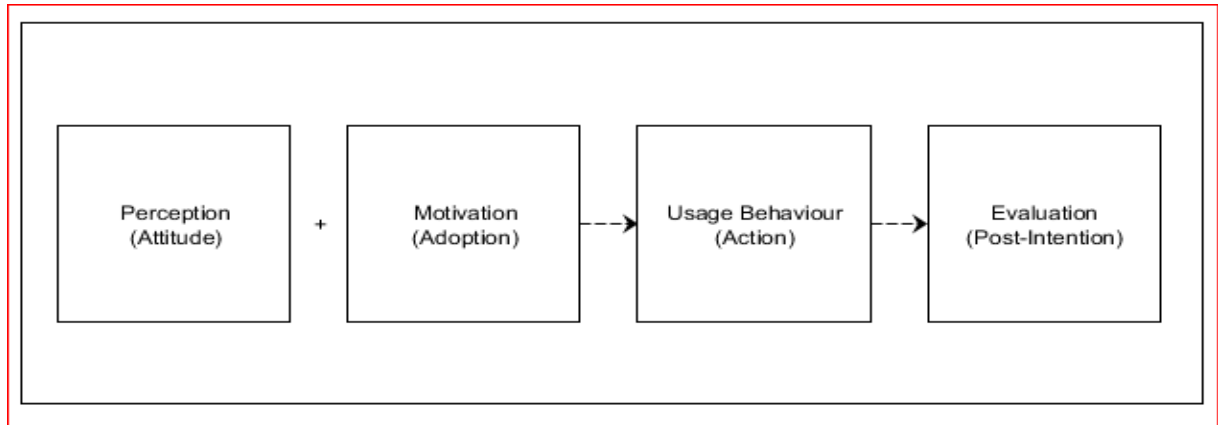 Perception
(Attitude)
+
Motivation
(Adoption)
Usage Behaviour
(Action)
Evaluation
(Post-Intention)